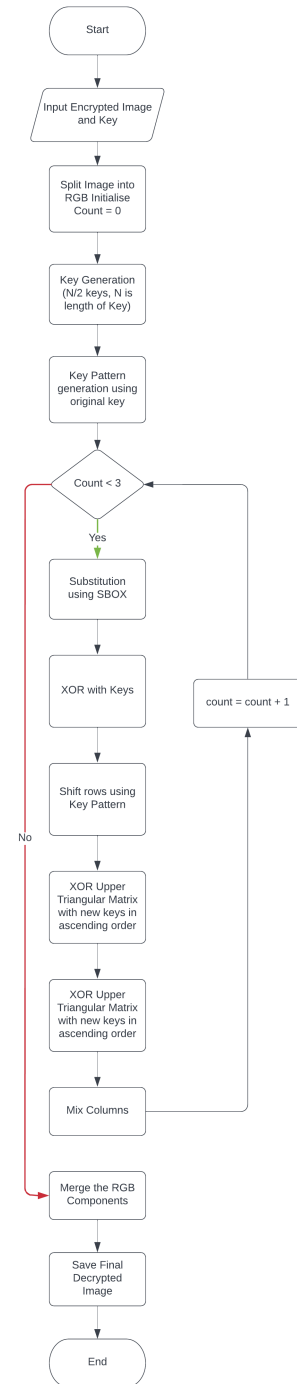 Start
Input Encrypted Image
and Key
Split Image into
RGB Initialise
Count = 0
Key Generation
(N/2 keys, N is
length of Key)
Key Pattern
generation using
original key
Count < 3
Yes
Substitution
using SBOX
XOR with Keys
count = count + 1
Shift rows using
Key Pattern
No
XOR Upper
Triangular Matrix
with new keys in
ascending order
XOR Upper
Triangular Matrix
with new keys in
ascending order
Mix Columns
Merge the RGB
Components
Save Final
Decrypted
Image
End